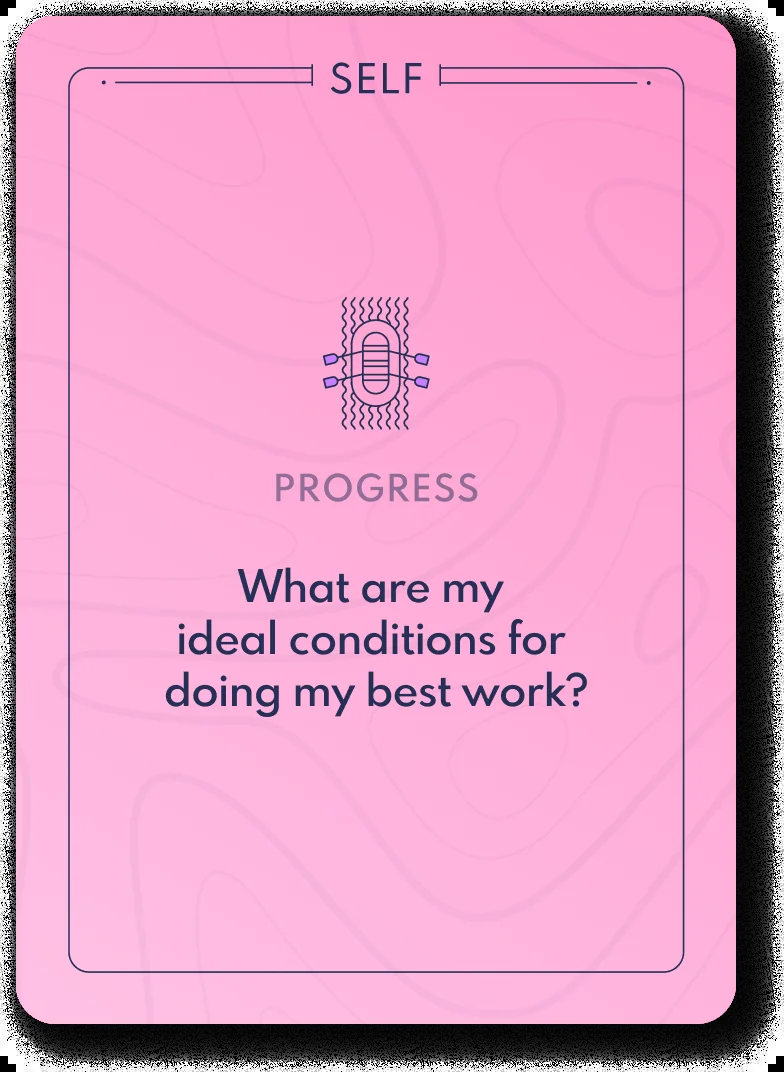 SELF
PROGRESS
What are my
ideal conditions for
doing my best work?